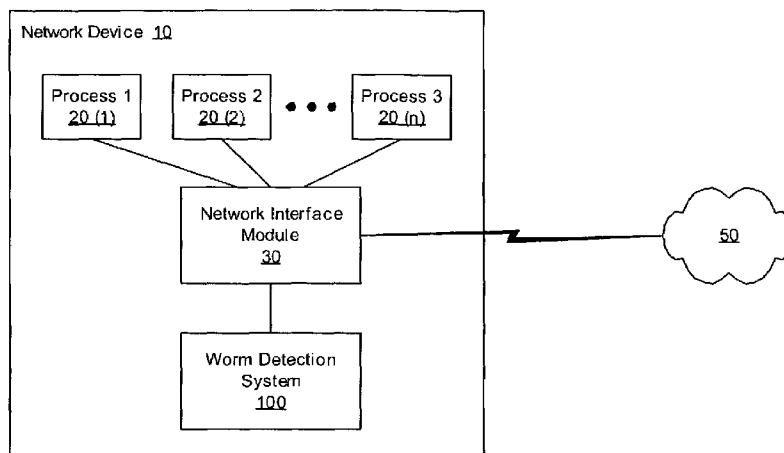 Network Device 10
Process 1
20 (1)
Process 2
20 (2)
Process 3
20 (n)
Network Interface
Module
30
50
Worm Detection
System
100